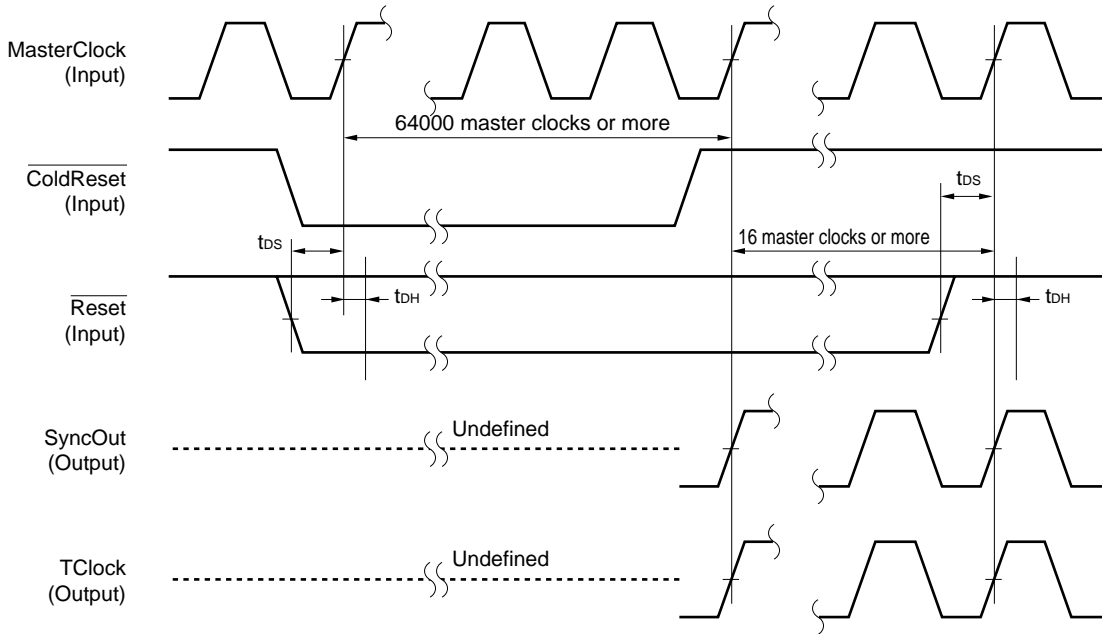 MasterClock
(Input)
64000 master clocks or more
ColdReset
(Input)
tDS
16 master clocks or more
tDS
tDH
tDH
Reset
(Input)
Undefined
SyncOut
(Output)
Undefined
TClock
(Output)